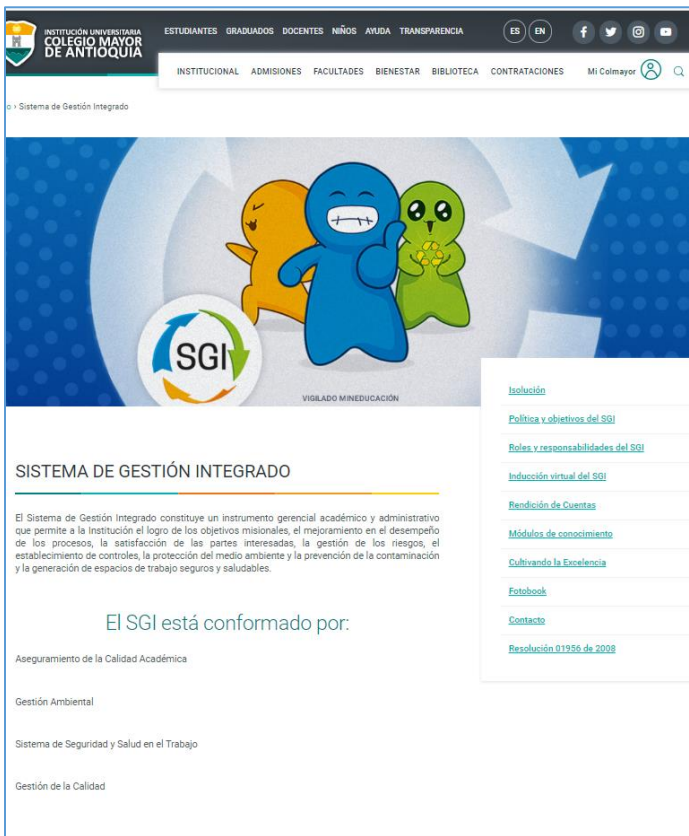 INSTITUCIÓN UNIVERSITARIA
COLEGIO MAYOR
DE ANTIOQUIA
ESTUDIANTES GRADUADOS DOCENTES NIÑOS AYUDA TRANSPARENCIA
ES EN
INSTITUCIONAL ADMISIONES FACULTADES BIENESTAR BIBLIOTECA CONTRATACIONES Mi Colmayor
o › Sistema de Gestión Integrado
SGI
VIGILADO MINEDUCACIÓN
SISTEMA DE GESTIÓN INTEGRADO
El Sistema de Gestión Integrado constituye un instrumento gerencial académico y administrativo
que permite a la Institución el logro de los objetivos misionales, el mejoramiento en el desempeño
de los procesos, la satisfacción de las partes interesadas, la gestión de los riesgos, el
establecimiento de controles, la protección del medio ambiente y la prevención de la contaminación
y la generación de espacios de trabajo seguros y saludables.
El SGI está conformado por:
Aseguramiento de la Calidad Académica
Gestión Ambiental
Sistema de Seguridad y Salud en el Trabajo
Gestión de la Calidad
Isolución
Política y objetivos del SGI
Roles y responsabilidades del SGI
Inducción virtual del SGI
Rendición de Cuentas
Módulos de conocimiento
Cultivando la Excelencia
Fotobook
Contacto
Resolución 01956 de 2008